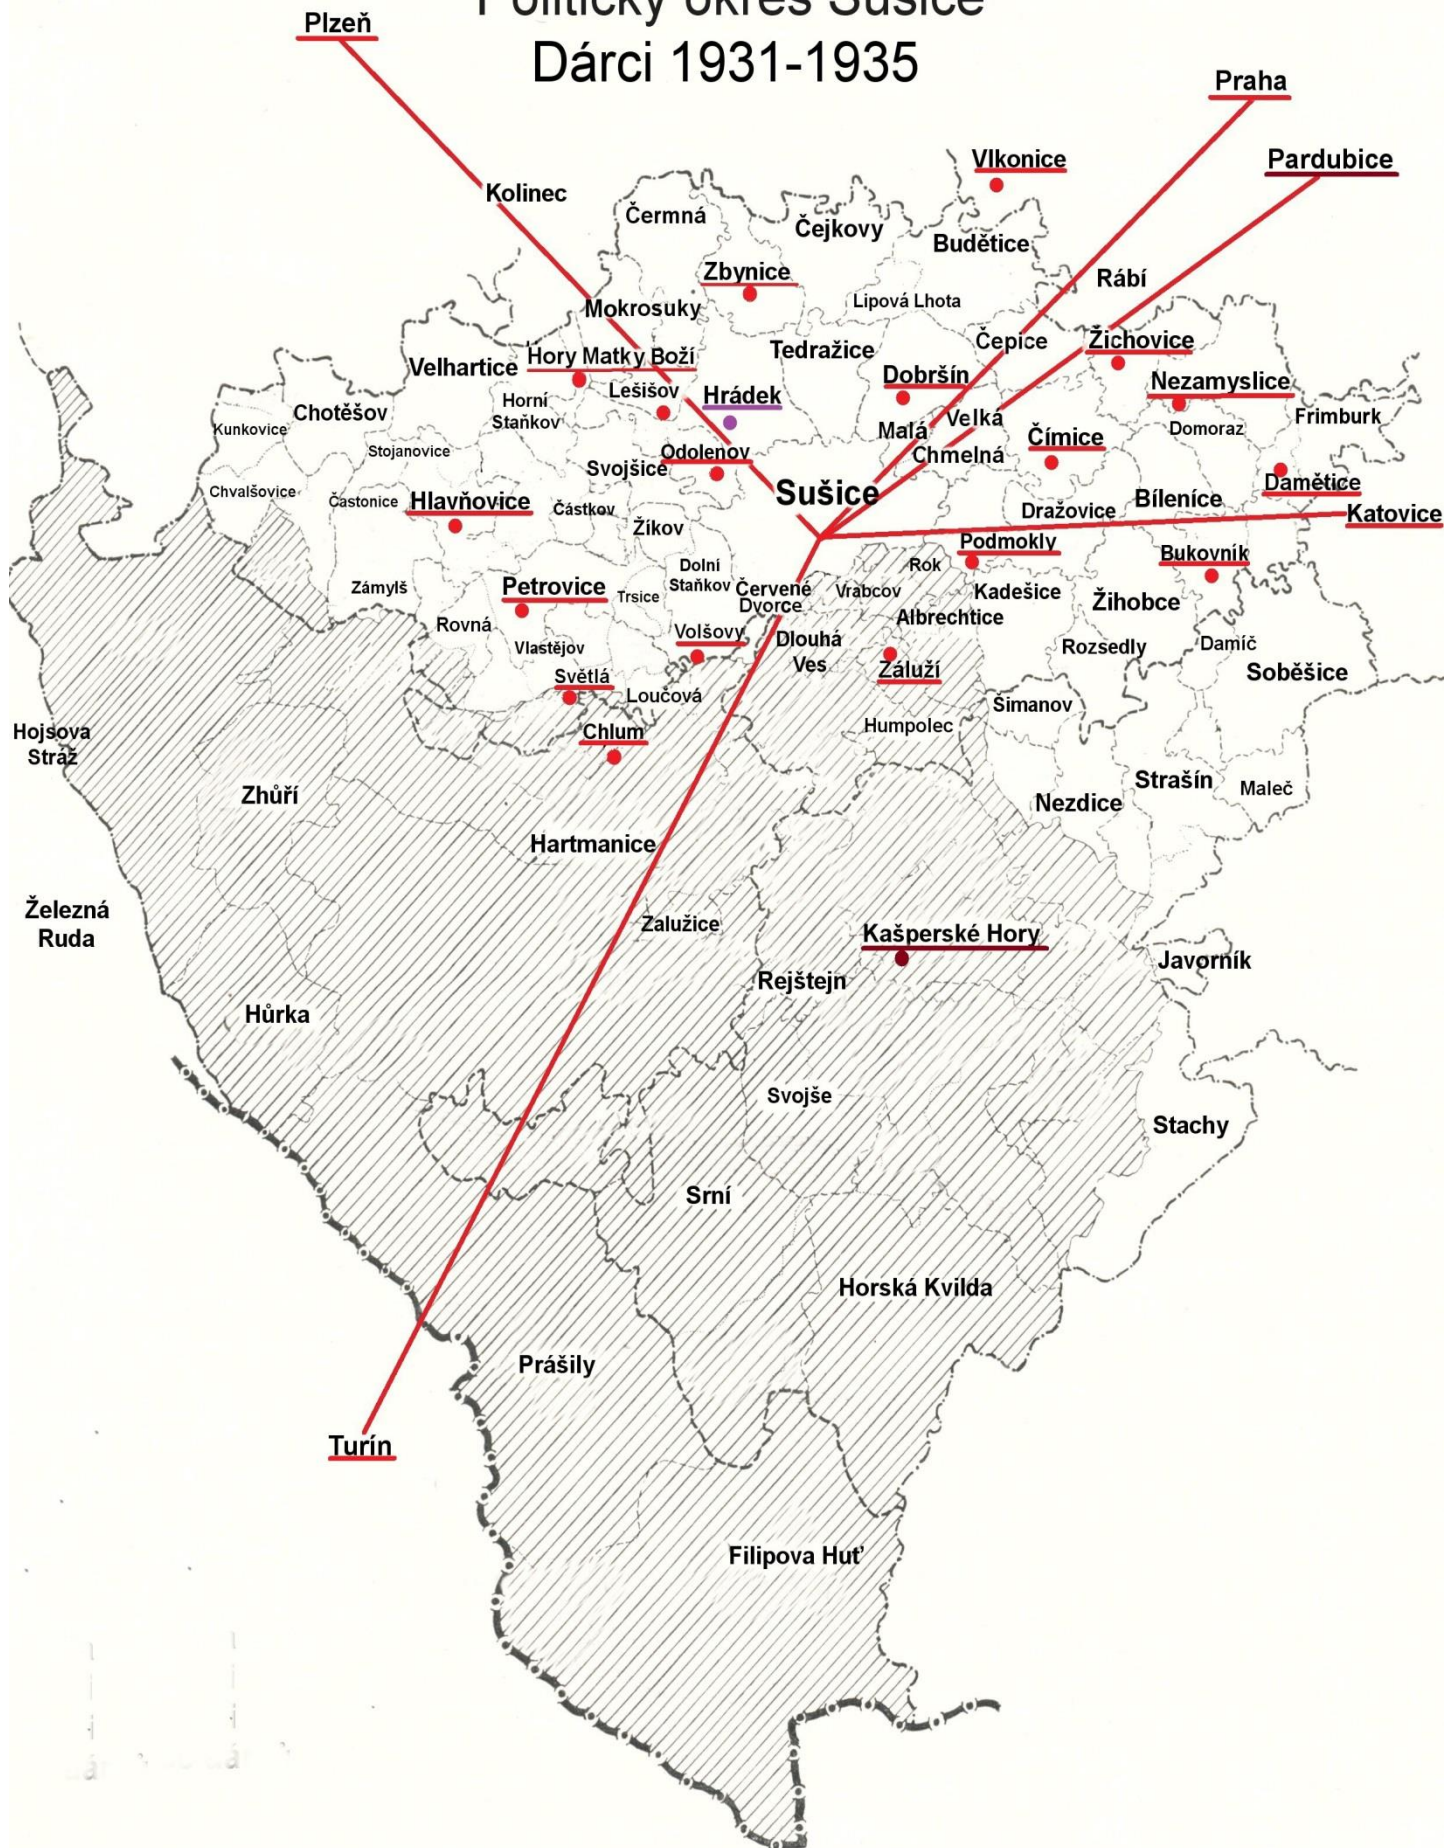 Politický okres Sušice
Dárci 1931-1935
Plzeň
Praha
Vlkonice
Pardubice
Kolinec
Čermná
Čejkovy
Budětice
Zbynice
Rábí
Lipová Lhota
Mokrosuky
Čepice
Žichovice
Tedražice
Hory Matky Boží
Velhartice
Dobršín
Nezamyslice
Lešišov
Hrádek
Horní
Staňkov
Chotěšov
Frimburk
Velká
Malá
Kunkovice
Domoraz
Čímice
Stojanovice
Odolenov
Chmelná
Svojšice
Damětice
Chvalšovice
Sušice
Bíleníce
Častonice
Hlavňovice
Částkov
Dražovice
Katovice
Žíkov
Podmokly
Bukovník
Dolní
Staňkov
Rok
Zámylš
Petrovice
Trsice
Červené
Dvorce
Vrabcov
Kadešice
Žihobce
Albrechtice
Rovná
Volšovy
Dlouhá
Ves
Vlastějov
Rozsedly
Damíč
Světlá
Záluží
Soběšice
Loučová
Šimanov
Chlum
Humpolec
Hojsova
Stráž
Strašín
Maleč
Zhůří
Nezdice
Hartmanice
Železná
Ruda
Zalužice
Kašperské Hory
Javorník
Rejštejn
Hůrka
Svojše
Stachy
Srní
Horská Kvilda
Prášily
Turín
Filipova Huť